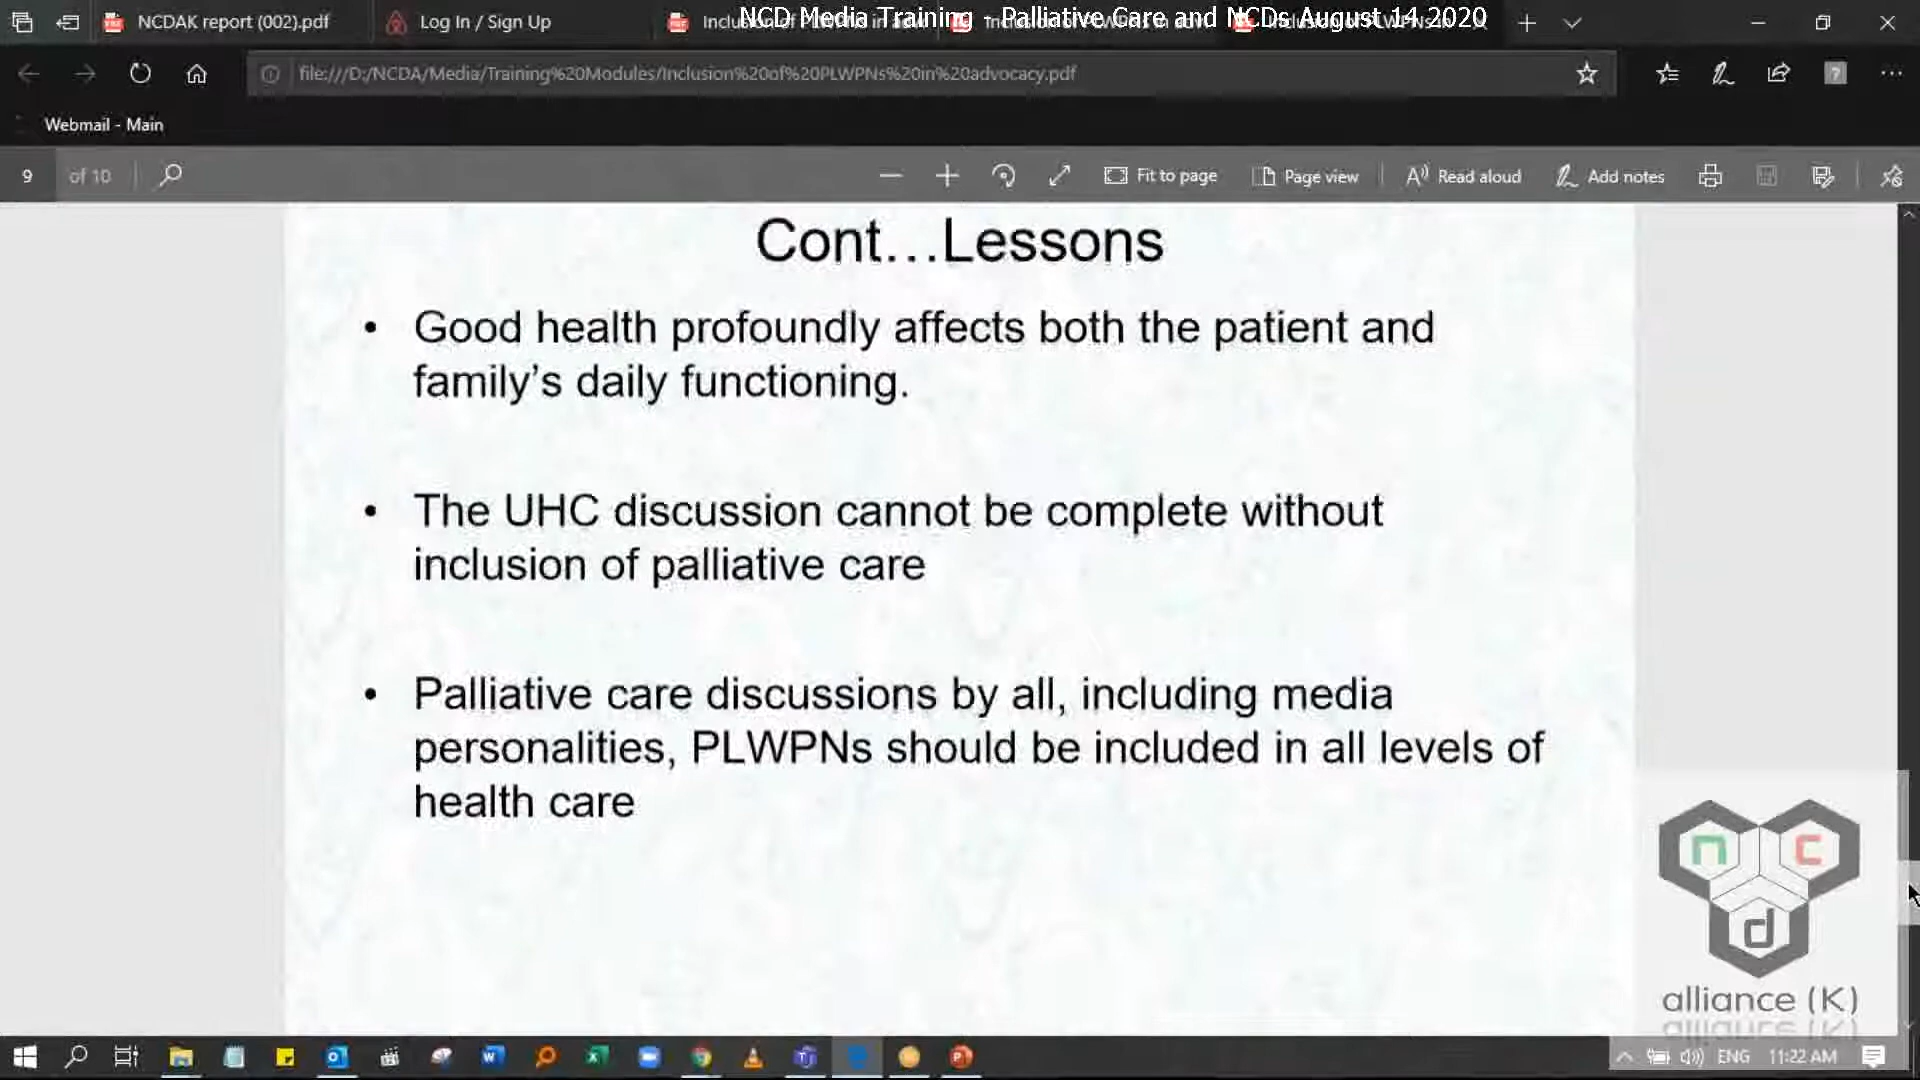 NCD Media Training - Palliative Care and NCDs August 14 2020
NCDAK report (002).pdf
Log In / Sign Up
file:///D:/NCDA/Media/Training%20Modules/Inclusion%20of%20PLWPNs%20in%20advocacy.pdf
Webmail - Main
9 of 10
Fit to page
Page view
Read aloud
Add notes
Cont…Lessons
• Good health profoundly affects both the patient and
family’s daily functioning.
• The UHC discussion cannot be complete without
inclusion of palliative care
• Palliative care discussions by all, including media
personalities, PLWPNs should be included in all levels of
health care
n c
d
alliance (K)
ENG 11:22 AM